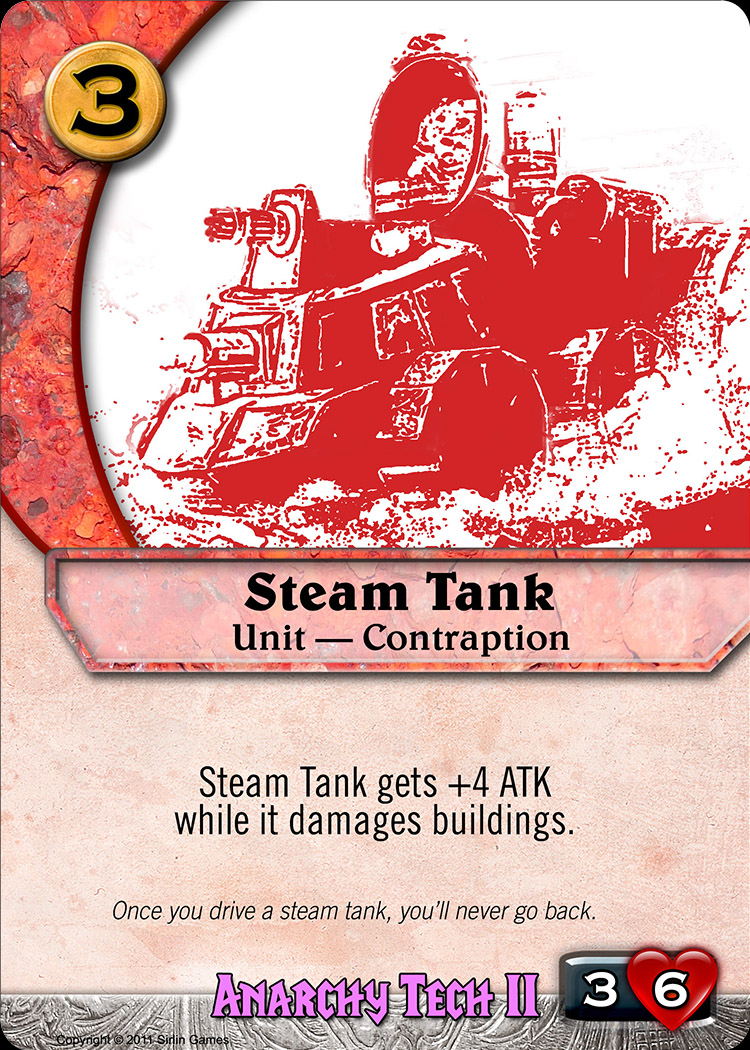 3
Steam Tank
Unit — Contraption
Steam Tank gets +4 ATK
while it damages buildings.
Once you drive a steam tank, you'll never go back.
Anarchy Tech II
3 6
Copyright © 2011 Sirlin Games